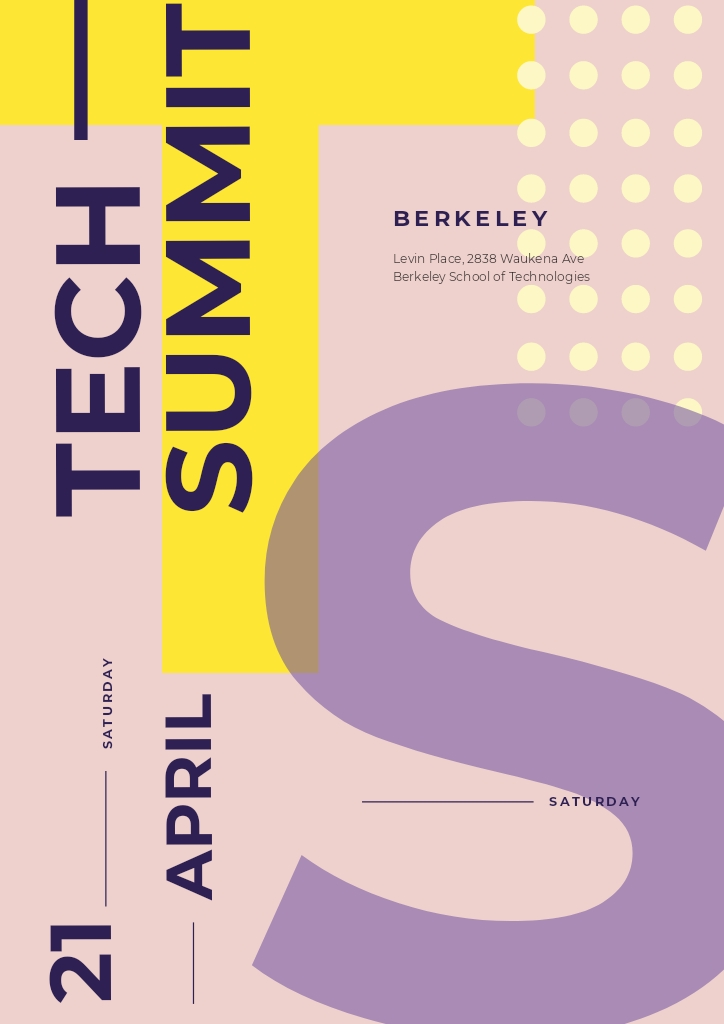 TECH
SUMMIT
BERKELEY
Levin Place, 2838 Waukena Ave
Berkeley School of Technologies
21
SATURDAY
APRIL
SATURDAY
T
S